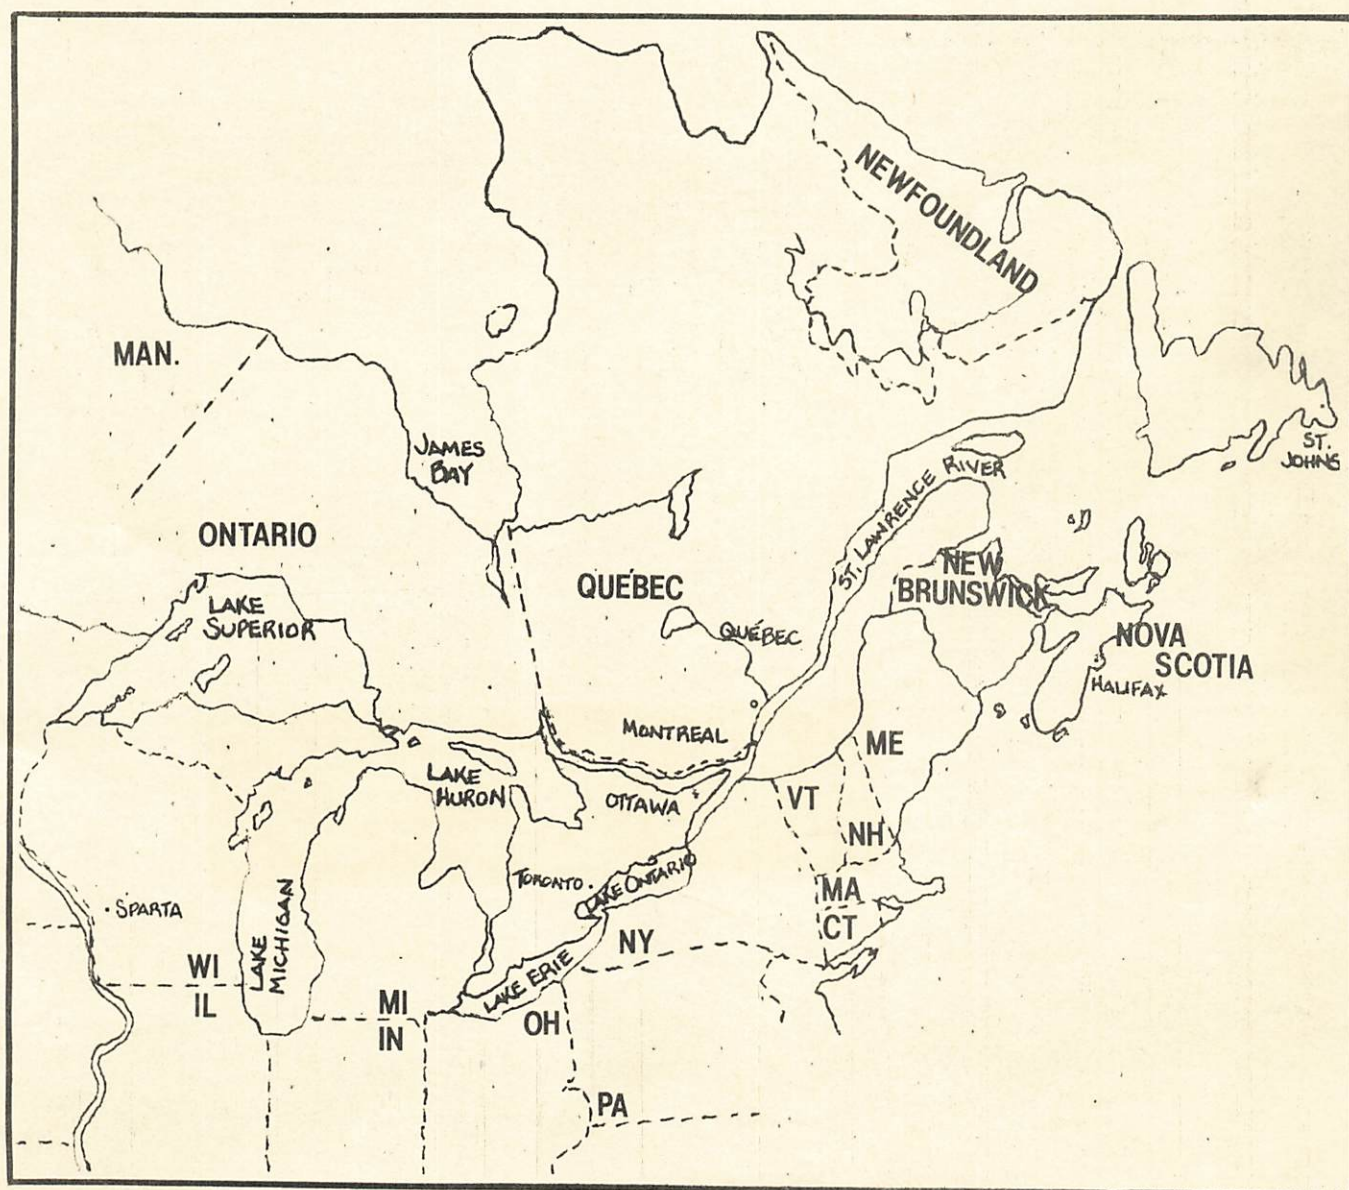 NEWFOUNDLAND
MAN.
JAMES
BAY
ST.
JOHNS
ST. LAWRENCE RIVER
ONTARIO
QUÉBEC
NEW
BRUNSWICK
LAKE
SUPERIOR
QUÉBEC
NOVA
SCOTIA
HALIFAX
MONTREAL
ME
LAKE
HURON
OTTAWA
VT
NH
TORONTO
LAKE ONTARIO
MA
SPARTA
CT
LAKE
MICHIGAN
NY
WI
IL
LAKE ERIE
MI
IN
OH
PA